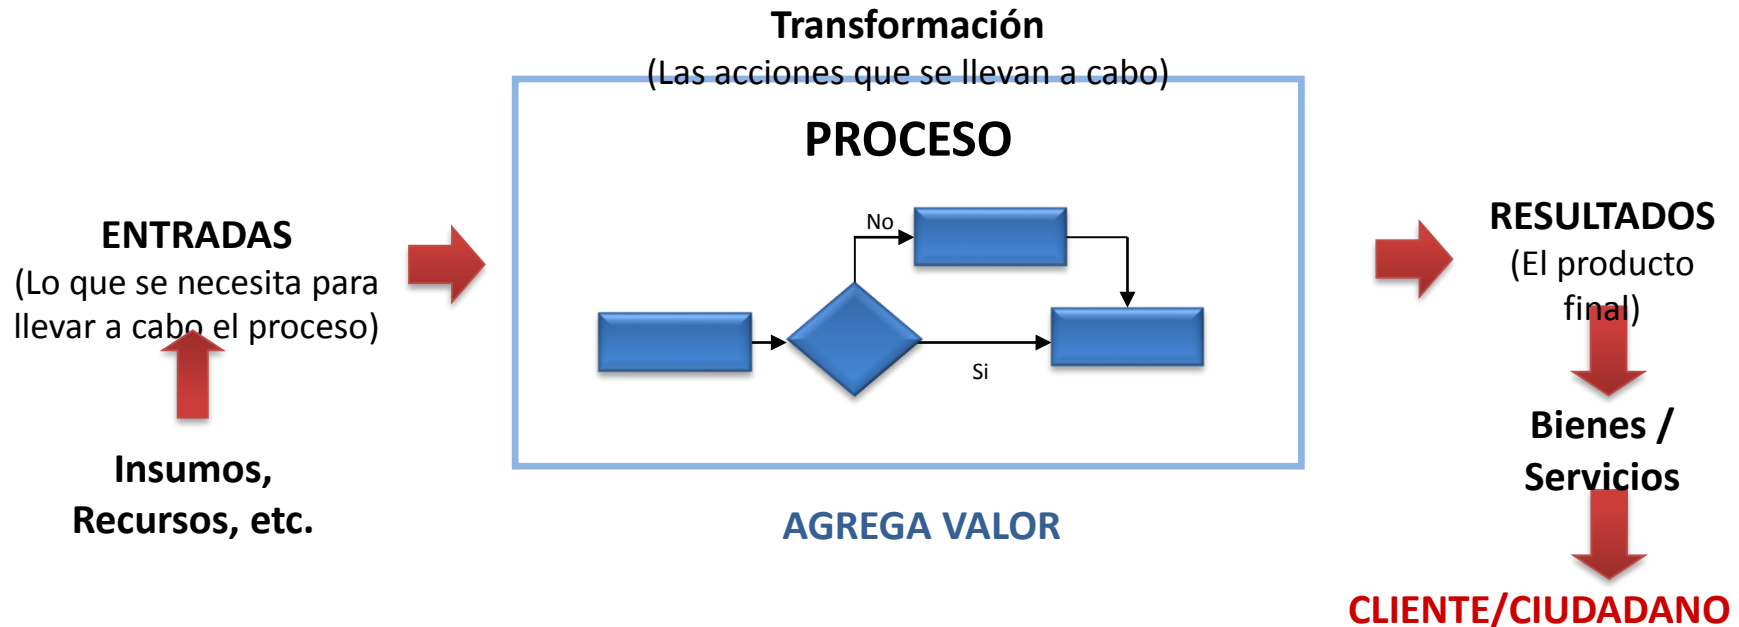 Transformación
(Las acciones que se llevan a cabo)
PROCESO
ENTRADAS
(Lo que se necesita para
llevar a cabo el proceso)
Insumos,
Recursos, etc.
No
Si
AGREGA VALOR
RESULTADOS
(El producto
final)
Bienes /
Servicios
CLIENTE/CIUDADANO